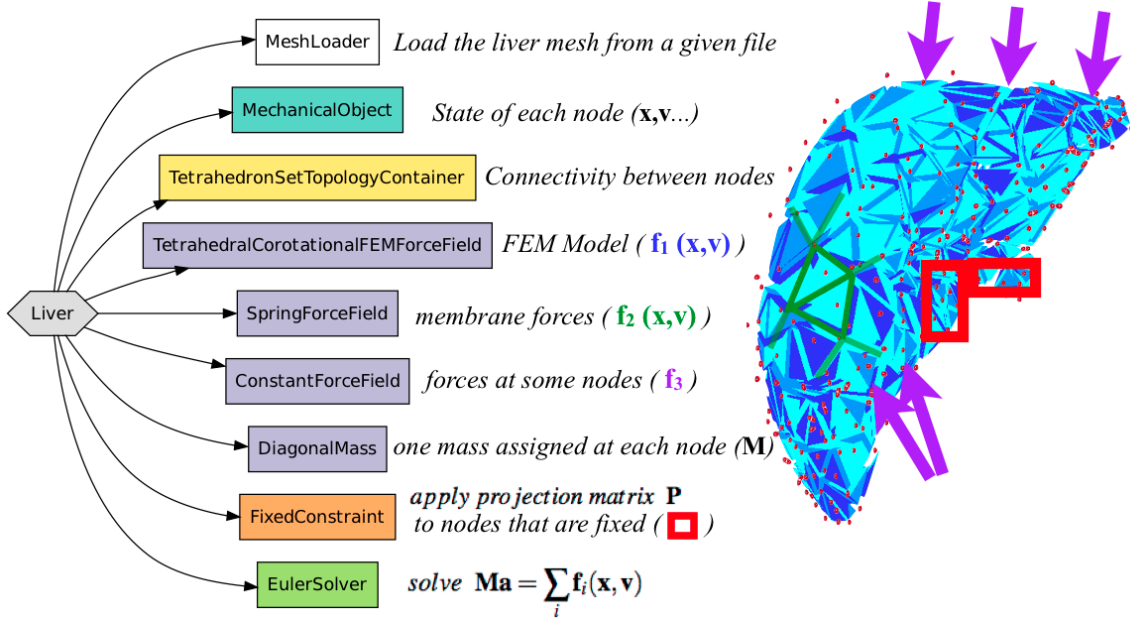 MeshLoader Load the liver mesh from a given file
MechanicalObject State of each node (x,v...)
TetrahedronSetTopologyContainer Connectivity between nodes
TetrahedralCorotationalFEMForceField FEM Model ( f₁ (x,v) )
Liver
SpringForceField membrane forces ( f₂ (x,v) )
ConstantForceField forces at some nodes ( f₃ )
DiagonalMass one mass assigned at each node (M)
FixedConstraint apply projection matrix P
to nodes that are fixed ( )
EulerSolver solve Ma = ∑ᵢ fᵢ(x, v)